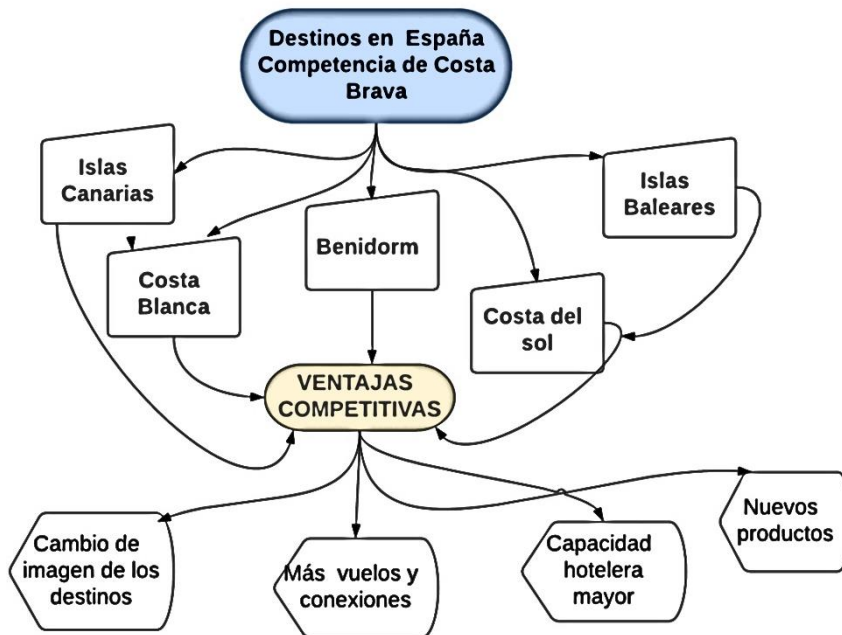 Destinos en España
Competencia de Costa
Brava
Islas
Canarias
Islas
Baleares
Benidorm
Costa
Blanca
Costa del
sol
VENTAJAS
COMPETITIVAS
Cambio de
imagen de los
destinos
Más vuelos y
conexiones
Capacidad
hotelera
mayor
Nuevos
productos